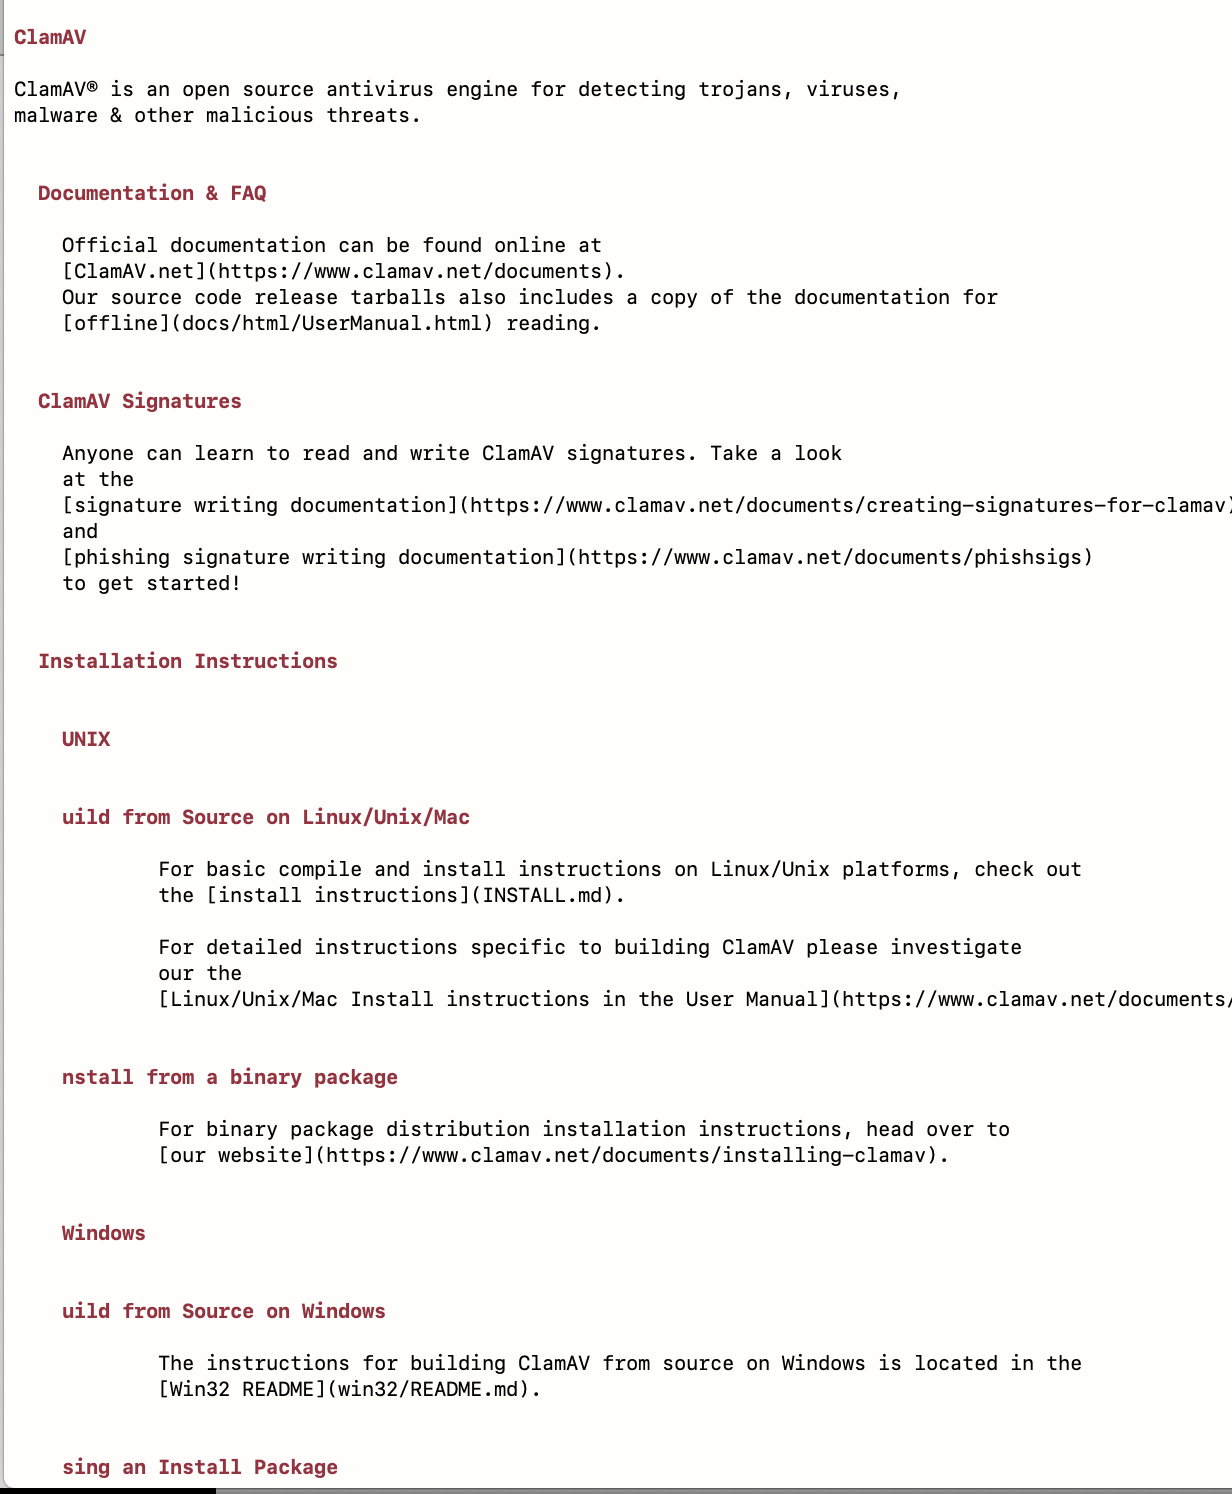 ClamAV
ClamAV® is an open source antivirus engine for detecting trojans, viruses,
malware & other malicious threats.
Documentation & FAQ
Official documentation can be found online at
[ClamAV.net](https://www.clamav.net/documents).
Our source code release tarballs also includes a copy of the documentation for
[offline](docs/html/UserManual.html) reading.
ClamAV Signatures
Anyone can learn to read and write ClamAV signatures. Take a look
at the
[signature writing documentation](https://www.clamav.net/documents/creating-signatures-for-clamav)
and
[phishing signature writing documentation](https://www.clamav.net/documents/phishsigs)
to get started!
Installation Instructions
UNIX
uild from Source on Linux/Unix/Mac
For basic compile and install instructions on Linux/Unix platforms, check out
the [install instructions](INSTALL.md).
For detailed instructions specific to building ClamAV please investigate
our the
[Linux/Unix/Mac Install instructions in the User Manual](https://www.clamav.net/documents/
nstall from a binary package
For binary package distribution installation instructions, head over to
[our website](https://www.clamav.net/documents/installing-clamav).
Windows
uild from Source on Windows
The instructions for building ClamAV from source on Windows is located in the
[Win32 README](win32/README.md).
sing an Install Package